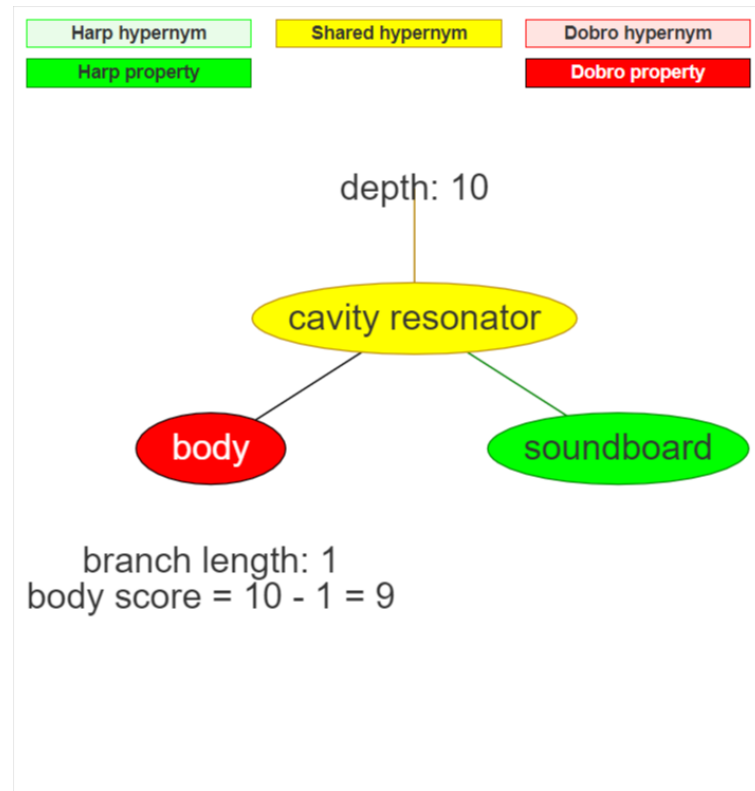 Harp hypernym
Shared hypernym
Dobro hypernym
Harp property
Dobro property
depth: 10
cavity resonator
body
soundboard
branch length: 1
body score = 10 - 1 = 9